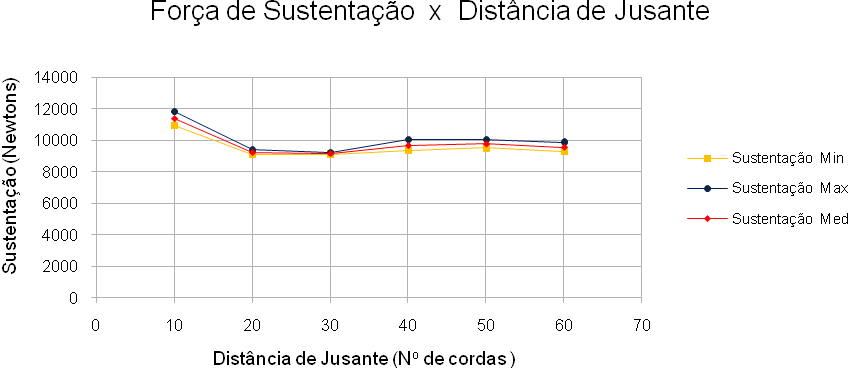 Força de Sustentação x Distância de Jusante
Sustentação (Newtons)
14000
12000
10000
8000
6000
4000
2000
0
0 10 20 30 40 50 60 70
Distância de Jusante (Nº de cordas )
Sustentação Min
Sustentação Max
Sustentação Med